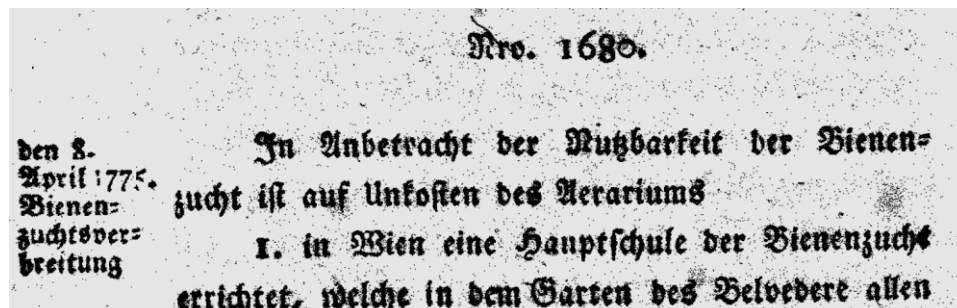 Nro. 1680.
den 8.
April 1775.
Bienen=
zuchtsver=
breitung
In Anbetracht der Nutzbarkeit der Bienen=
zucht ist auf Unkosten des Aerariums
1. in Wien eine Hauptschule der Bienenzucht
errichtet, welche in dem Garten des Belvedere allen